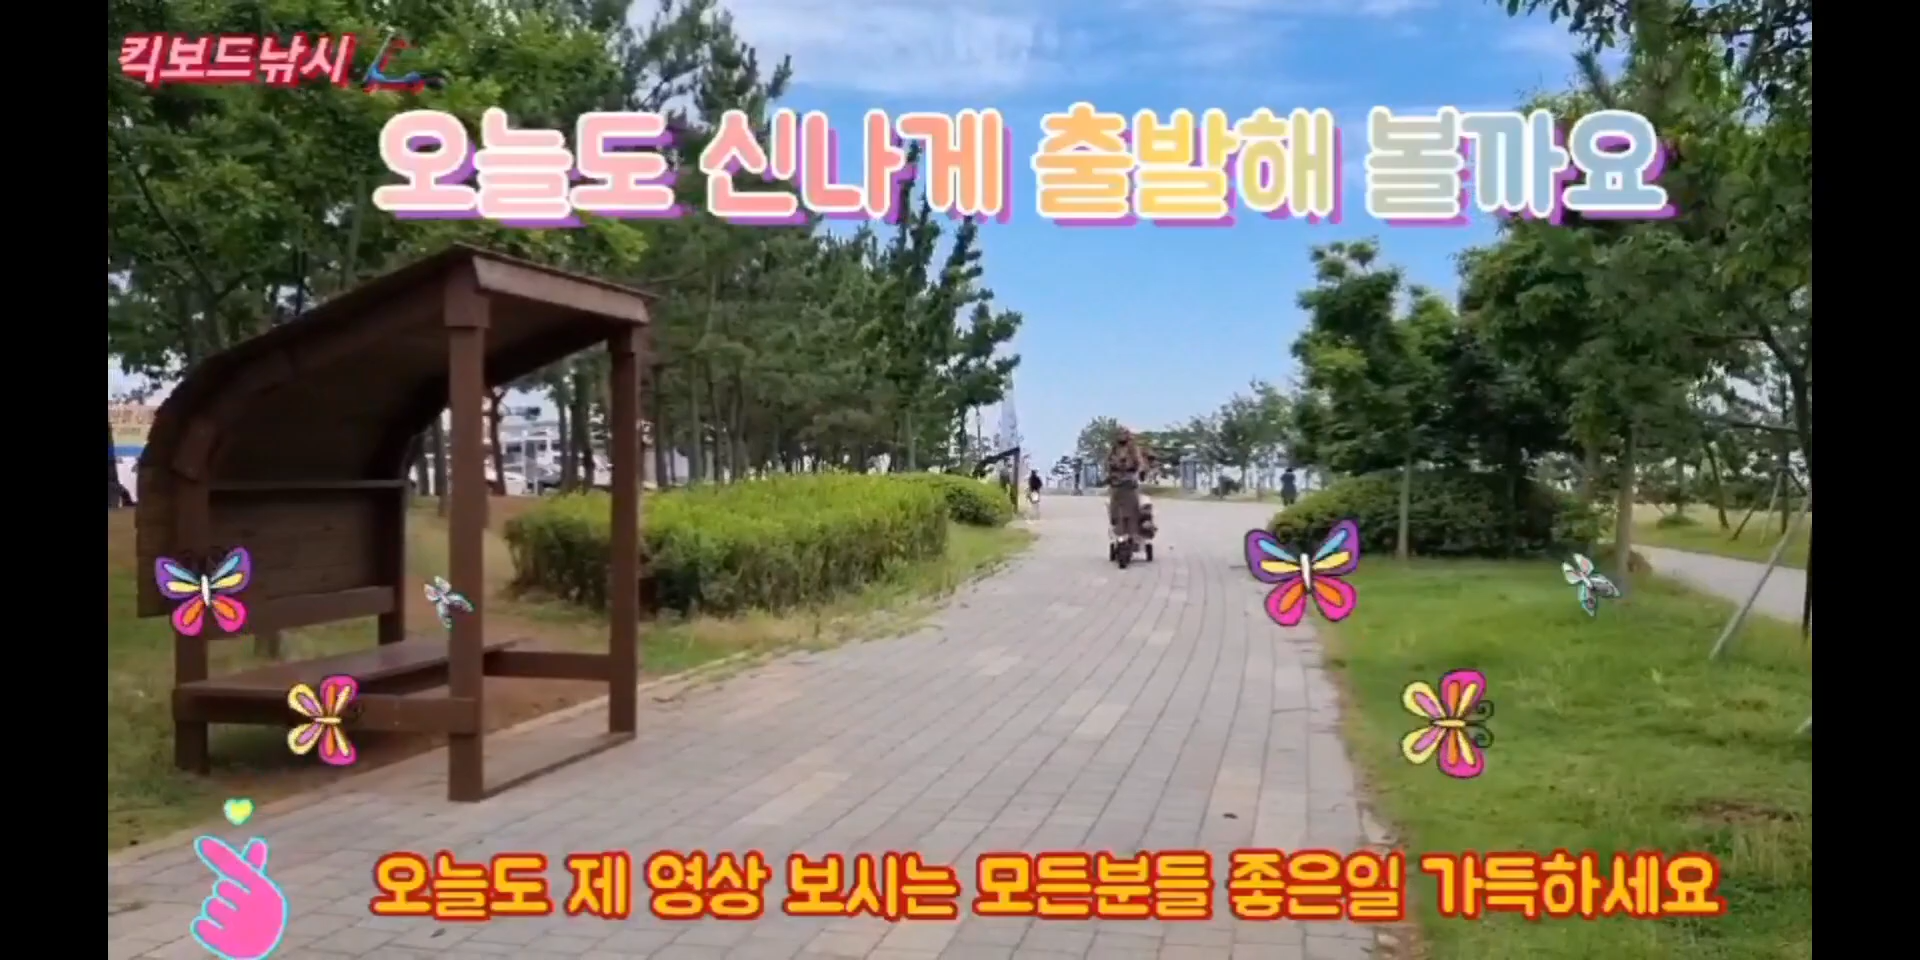 킥보드낚시
오늘도 신나게 출발해 볼까요
오늘도 제 영상 보시는 모든분들 좋은일 가득하세요